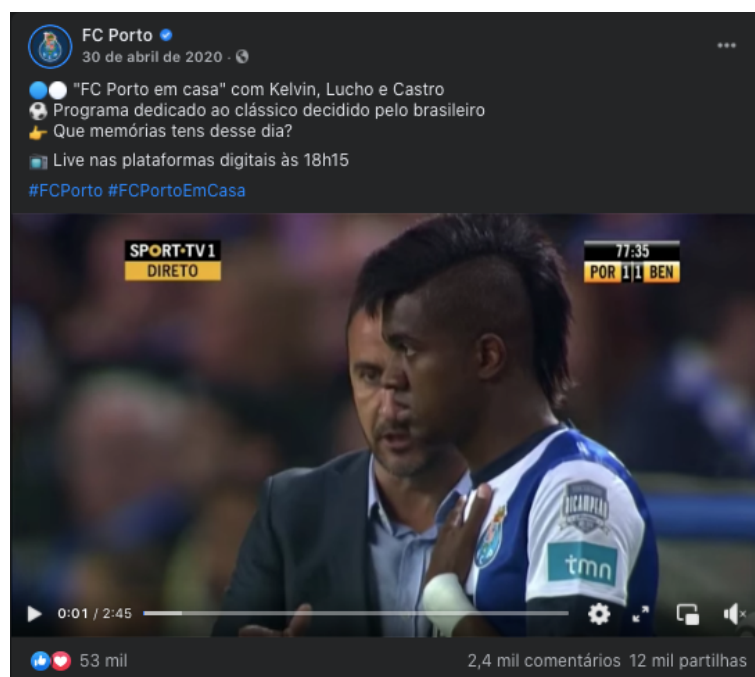 FC Porto
30 de abril de 2020
"FC Porto em casa" com Kelvin, Lucho e Castro
Programa dedicado ao clássico decidido pelo brasileiro
Que memórias tens desse dia?
Live nas plataformas digitais às 18h15
#FCPorto #FCPortoEmCasa
SPORT•TV1
DIRETO
77:35
POR 1 1 BEN
BICAMPEÃO
tmn
0:01 / 2:45
53 mil
2,4 mil comentários 12 mil partilhas